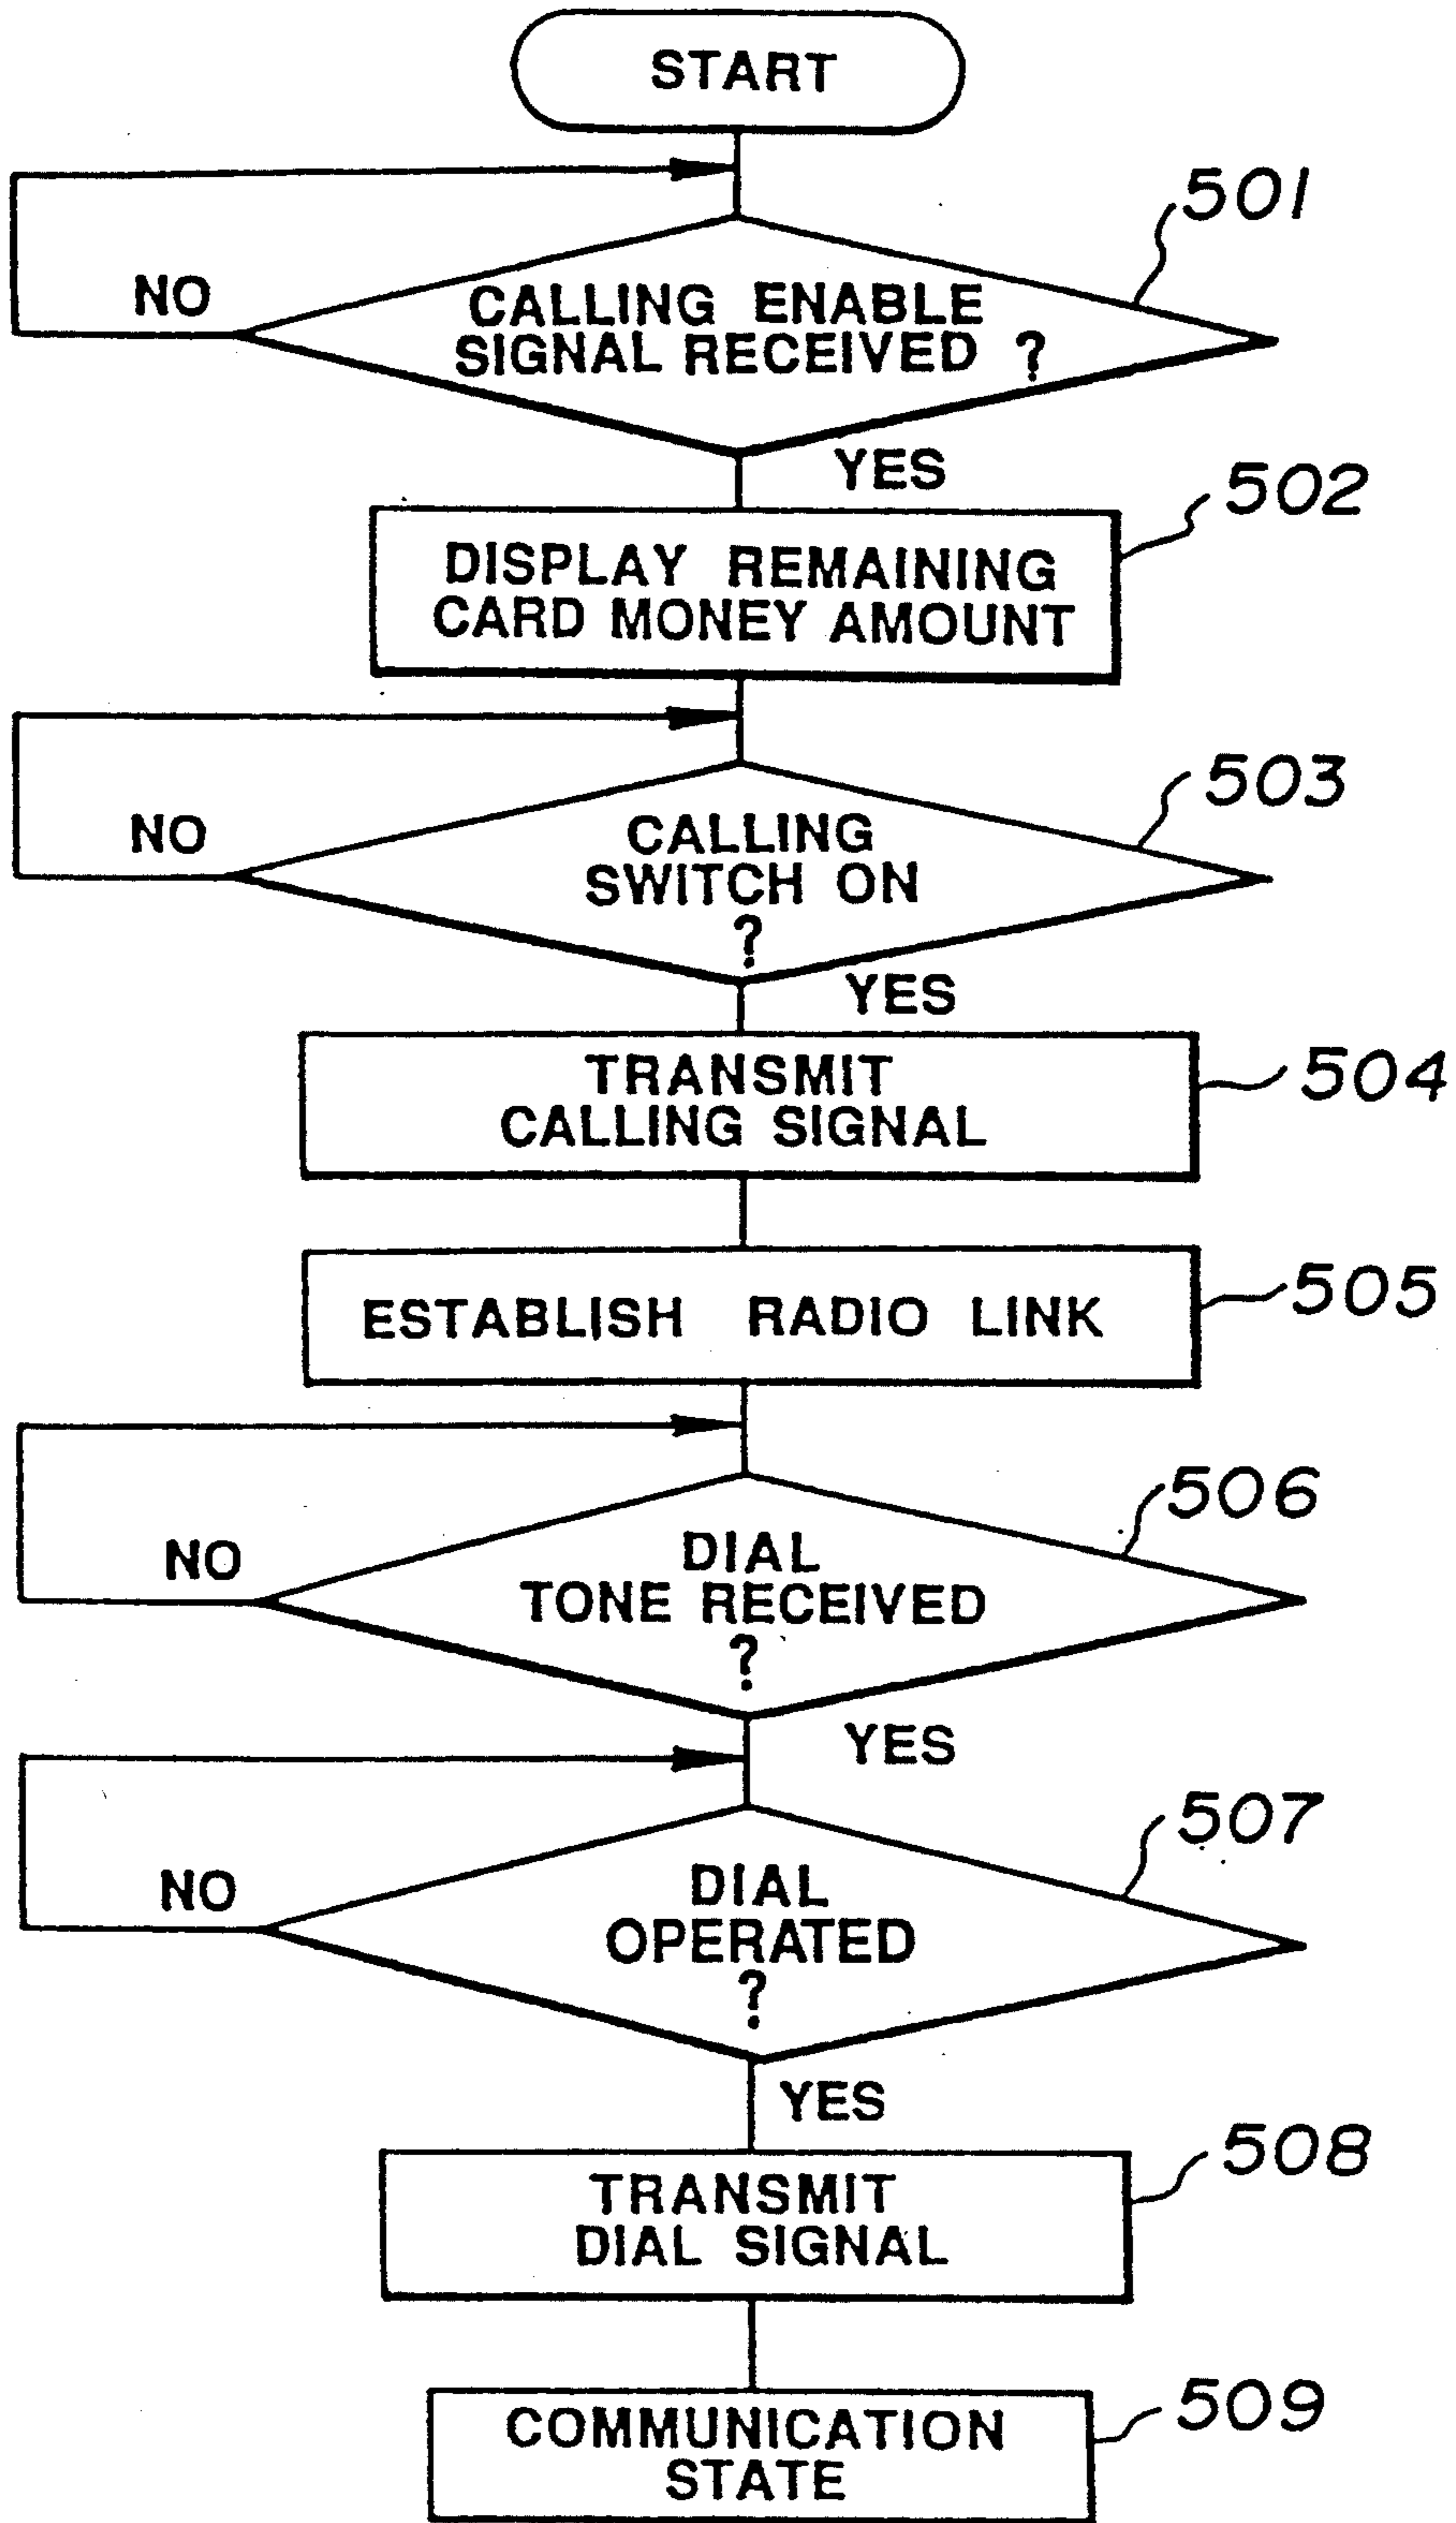 START
501
NO
CALLING ENABLE
SIGNAL RECEIVED ?
YES
502
DISPLAY REMAINING
CARD MONEY AMOUNT
503
NO
CALLING
SWITCH ON
?
YES
TRANSMIT
CALLING SIGNAL
504
ESTABLISH RADIO LINK
505
506
NO
DIAL
TONE RECEIVED
?
YES
507
NO
DIAL
OPERATED
?
YES
508
TRANSMIT
DIAL SIGNAL
509
COMMUNICATION
STATE